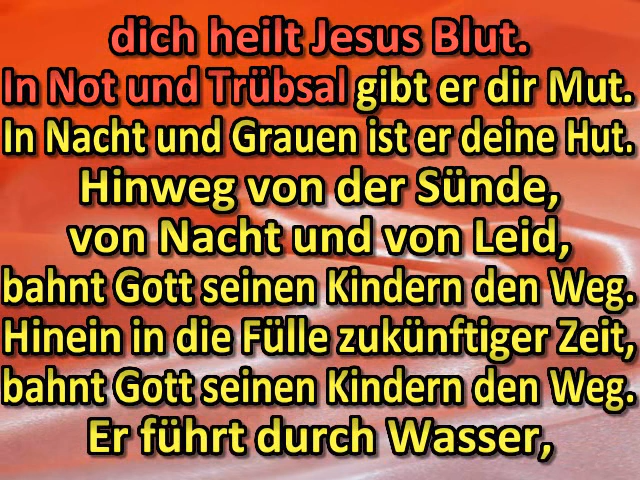 dich heilt Jesus Blut.
In Not und Trübsal gibt er dir Mut.
In Nacht und Grauen ist er deine Hut.
Hinweg von der Sünde,
von Nacht und von Leid,
bahnt Gott seinen Kindern den Weg.
Hinein in die Fülle zukünftiger Zeit,
bahnt Gott seinen Kindern den Weg.
Er führt durch Wasser,